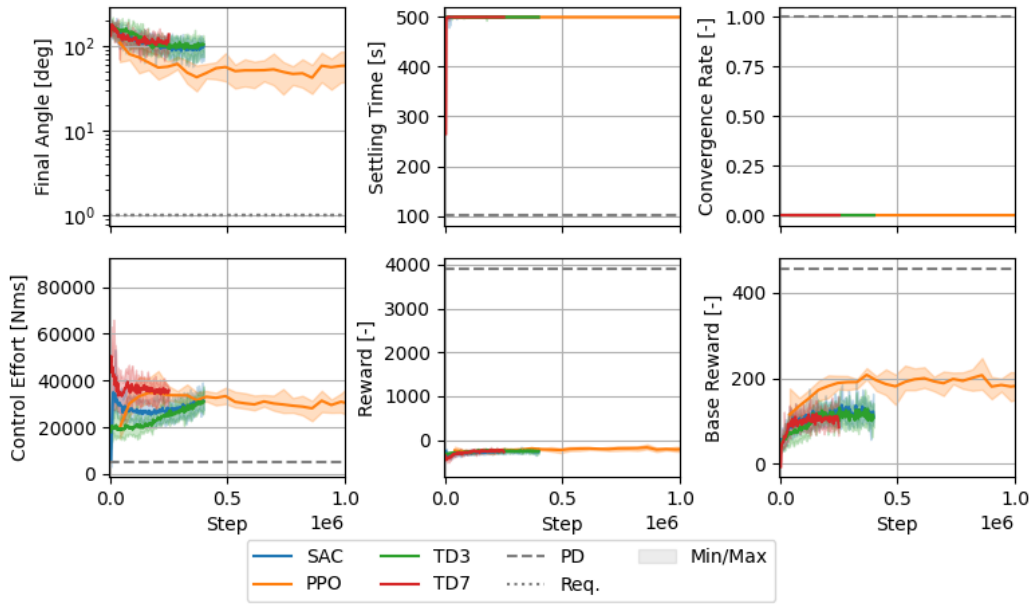 Final Angle [deg]
10²
10¹
10⁰
Step
Settling Time [s]
500
400
300
200
100
Step
Convergence Rate [-]
1.00
0.75
0.50
0.25
0.00
Step
Control Effort [Nms]
80000
60000
40000
20000
0
0.0 0.5 1.0
Step 1e6
Reward [-]
4000
3000
2000
1000
0
0.0 0.5 1.0
Step 1e6
Base Reward [-]
400
200
0
0.0 0.5 1.0
Step 1e6
SAC TD3 PD Min/Max
PPO TD7 Req.